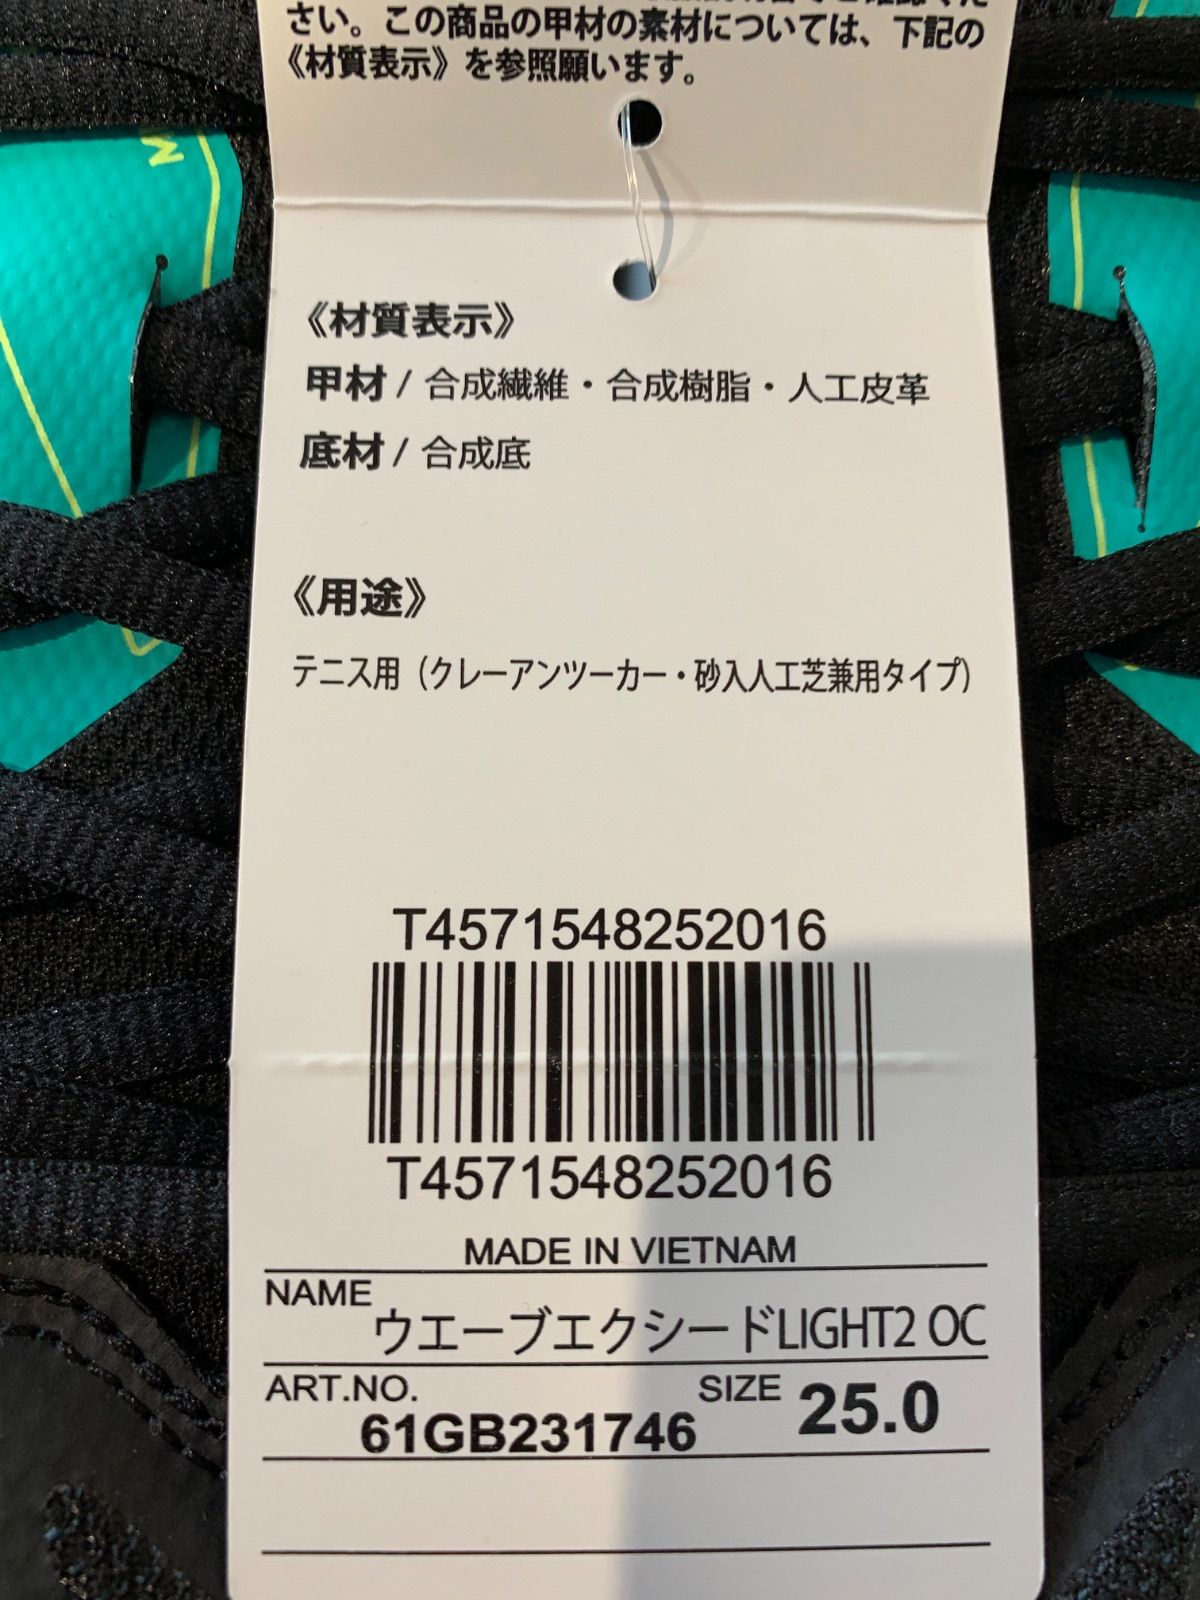 さい。この商品の甲材の素材については、下記の
《材質表示》を参照願います。
《材質表示》
甲材 / 合成繊維・合成樹脂・人工皮革
底材 / 合成底
《用途》
テニス用（クレーアンツーカー・砂入人工芝兼用タイプ）
T4571548252016
T4571548252016
MADE IN VIETNAM
NAME
ウエーブエクシードLIGHT2 OC
ART.NO. 61GB231746 SIZE 25.0